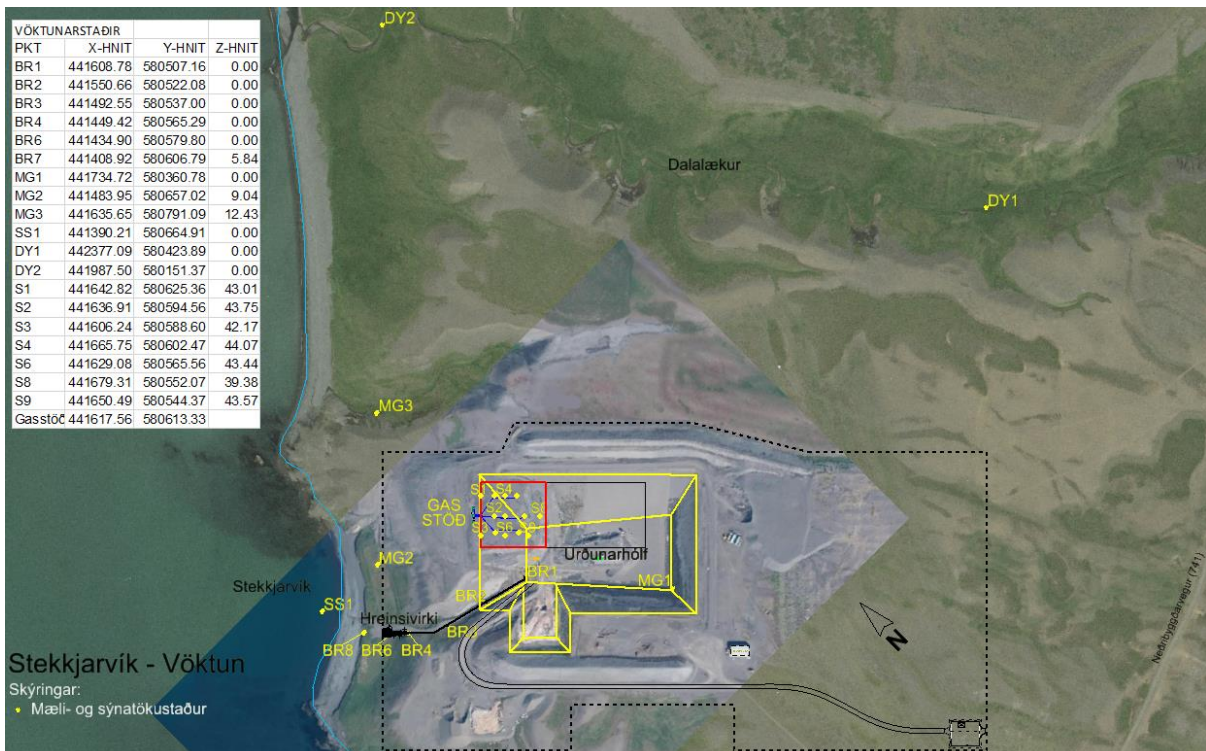 VÖKTUNARSTAÐIR
PKT X-HNIT Y-HNIT Z-HNIT
BR1 441608.78 580507.16 0.00
BR2 441550.66 580522.08 0.00
BR3 441492.55 580537.00 0.00
BR4 441449.42 580565.29 0.00
BR6 441434.90 580579.80 0.00
BR7 441408.92 580606.79 5.84
MG1 441734.72 580360.78 0.00
MG2 441483.95 580657.02 9.04
MG3 441635.65 580791.09 12.43
SS1 441390.21 580664.91 0.00
DY1 442377.09 580423.89 0.00
DY2 441987.50 580151.37 0.00
S1 441642.82 580625.36 43.01
S2 441636.91 580594.56 43.75
S3 441606.24 580588.60 42.17
S4 441665.75 580602.47 44.07
S6 441629.08 580565.56 43.44
S8 441679.31 580552.07 39.38
S9 441650.49 580544.37 43.57
Gasstöð 441617.56 580613.33
DY2
Dalalækur
DY1
MG3
S4
GAS
STÖÐ
S2
S3
S6
Urðunarhólf
MG2
BR1
MG1
Stekkjarvík
BR2
SS1
Hreinsivirki
BR3
BR8 BR6 BR4
N
Neðribyggðarvegur (741)
Stekkjarvík - Vöktun
Skýringar:
Mæli- og sýnatökustaður